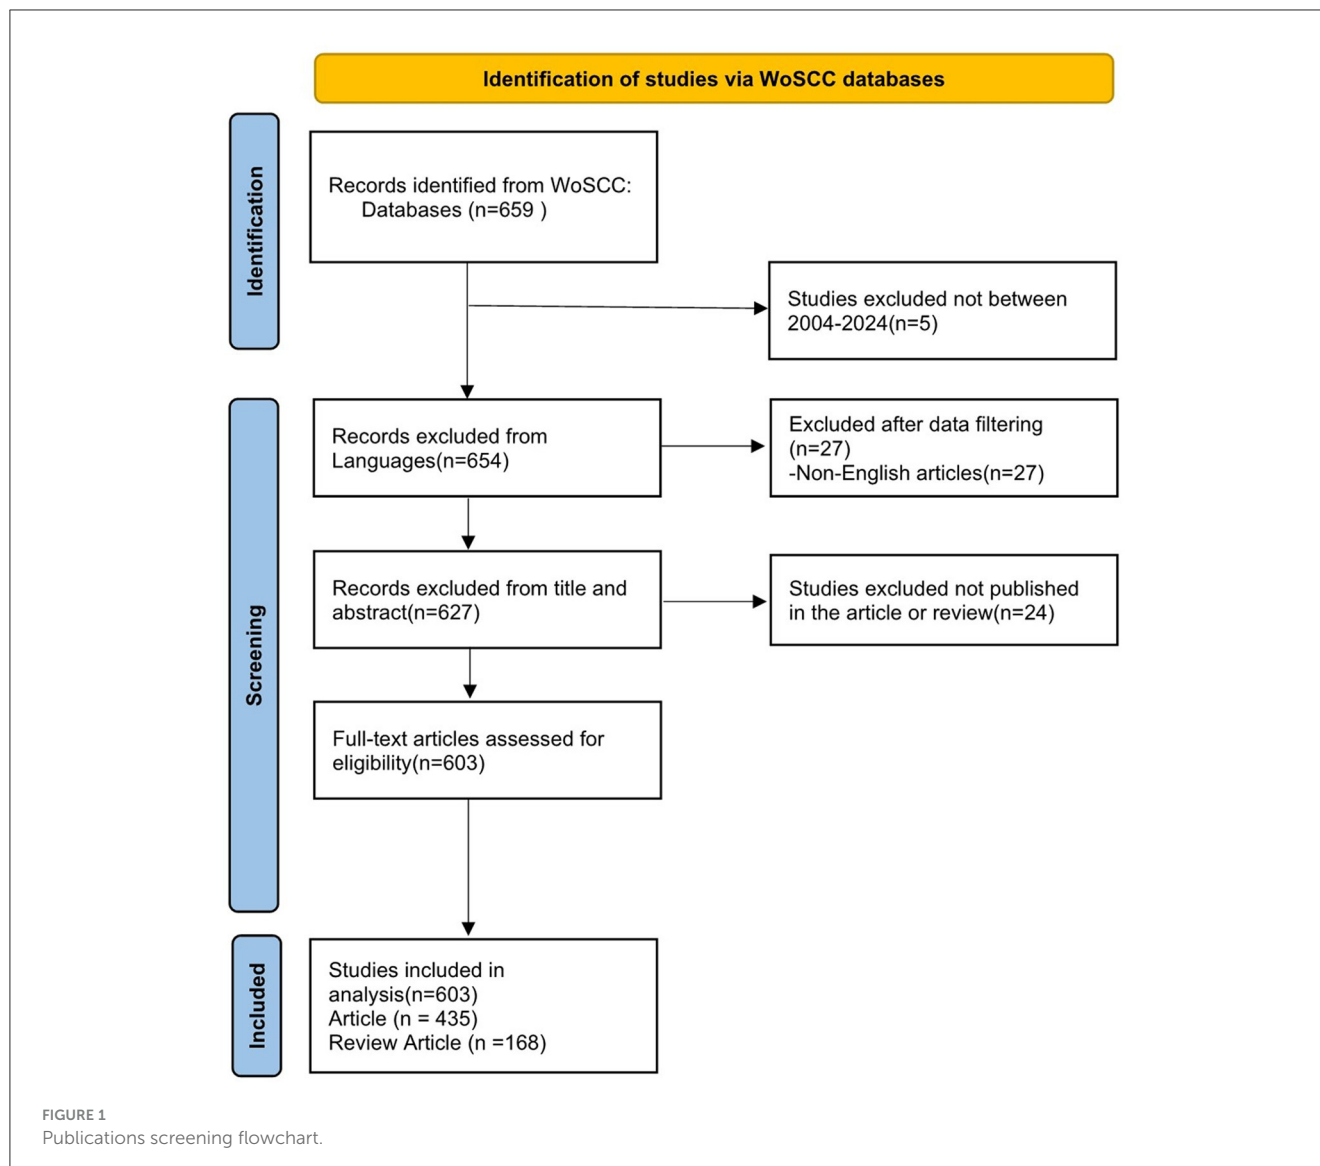 Identification of studies via WoSCC databases
Identification
Records identified from WoSCC:
Databases (n=659 )
Studies excluded not between
2004-2024(n=5)
Screening
Records excluded from
Languages(n=654)
Excluded after data filtering
(n=27)
-Non-English articles(n=27)
Records excluded from title and
abstract(n=627)
Studies excluded not published
in the article or review(n=24)
Full-text articles assessed for
eligibility(n=603)
Included
Studies included in
analysis(n=603)
Article (n = 435)
Review Article (n =168)
FIGURE 1
Publications screening flowchart.